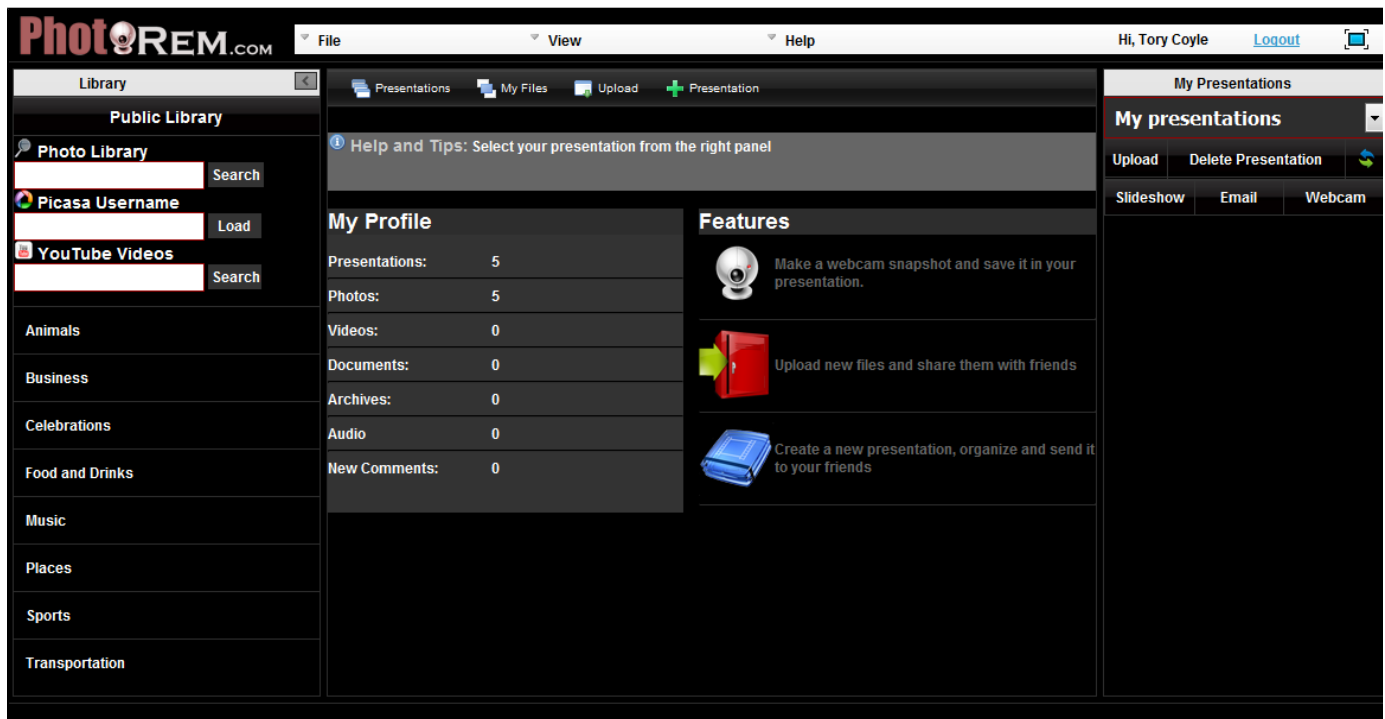 PhotoRem.com
File
View
Help
Hi, Tory Coyle
Logout
Library
Public Library
Photo Library
Search
Picasa Username
Load
YouTube Videos
Search
Animals
Business
Celebrations
Food and Drinks
Music
Places
Sports
Transportation
Presentations
My Files
Upload
Presentation
Help and Tips: Select your presentation from the right panel
My Profile
Presentations: 5
Photos: 5
Videos: 0
Documents: 0
Archives: 0
Audio 0
New Comments: 0
Features
Make a webcam snapshot and save it in your
presentation.
Upload new files and share them with friends
Create a new presentation, organize and send it
to your friends
My Presentations
My presentations
Upload
Delete Presentation
Slideshow
Email
Webcam